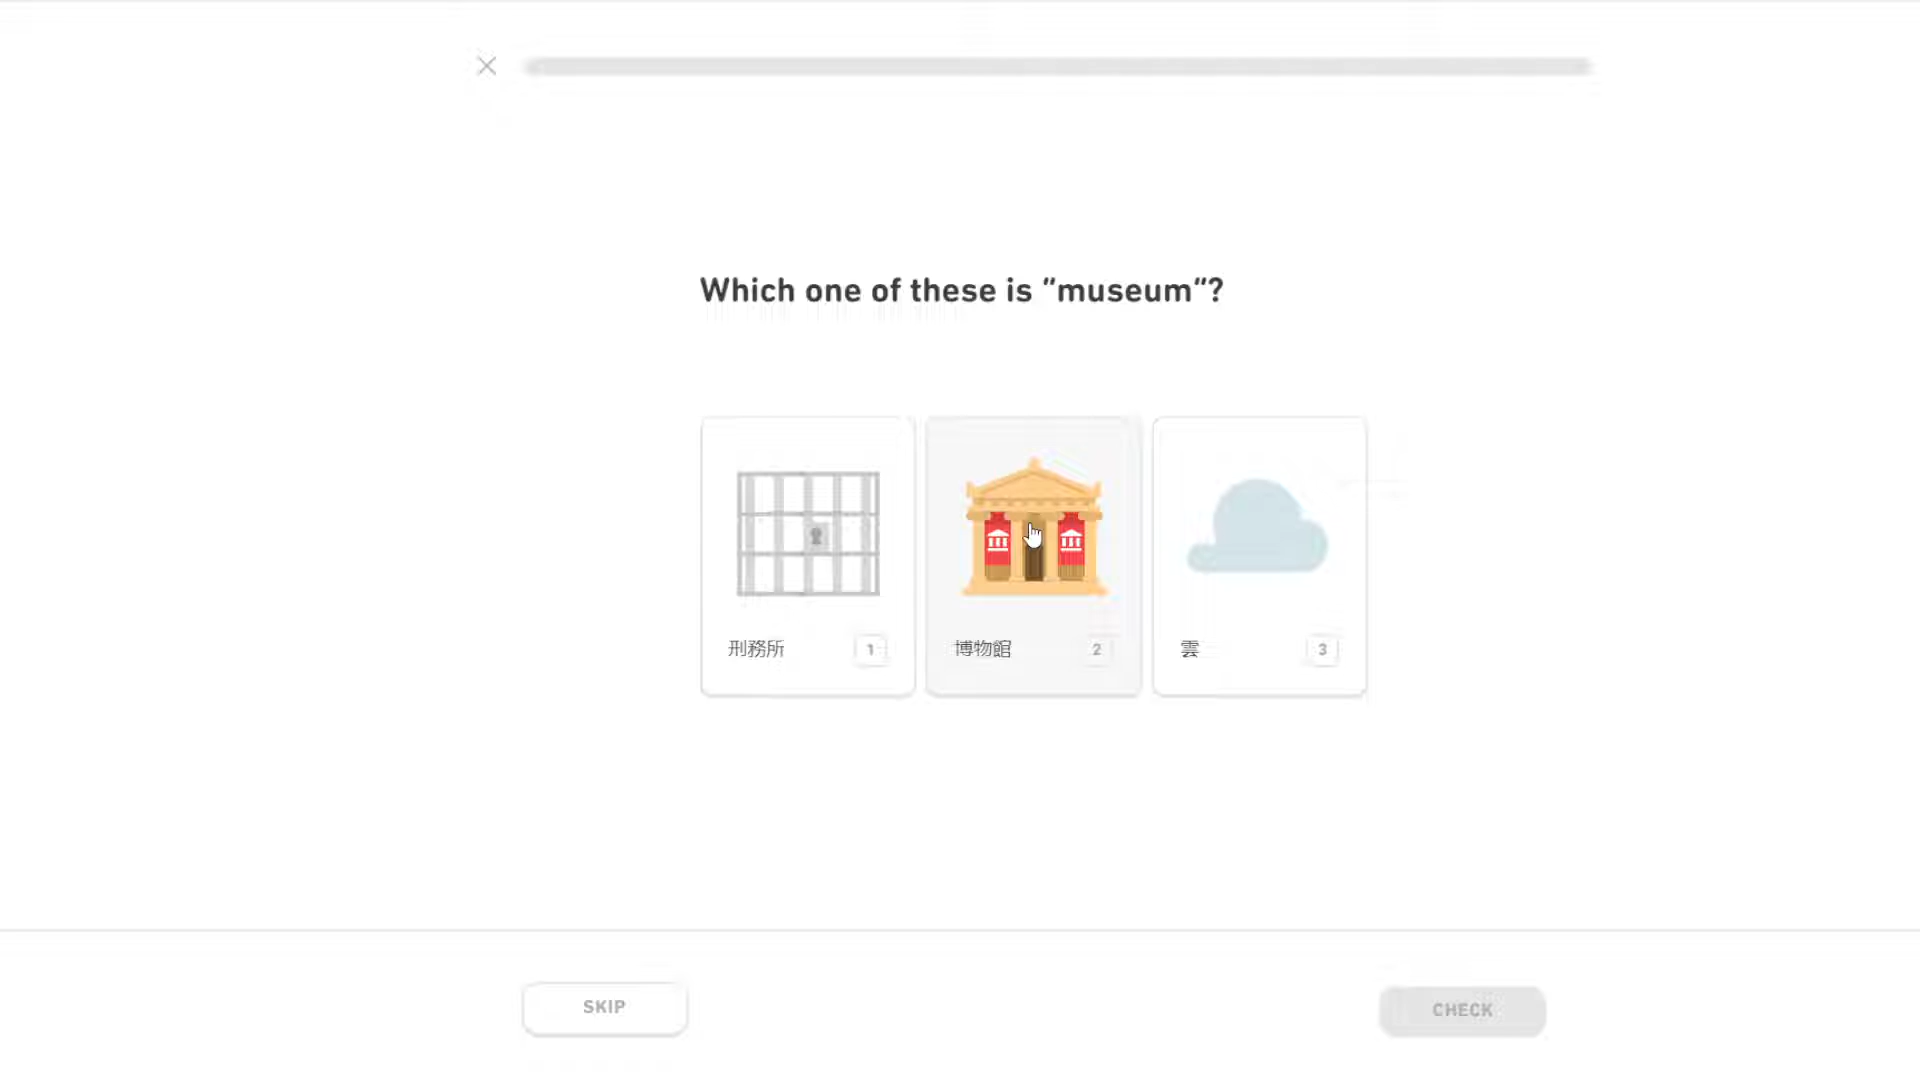 Which one of these is "museum"?
刑務所 1
博物館 2
雲 3
SKIP
CHECK